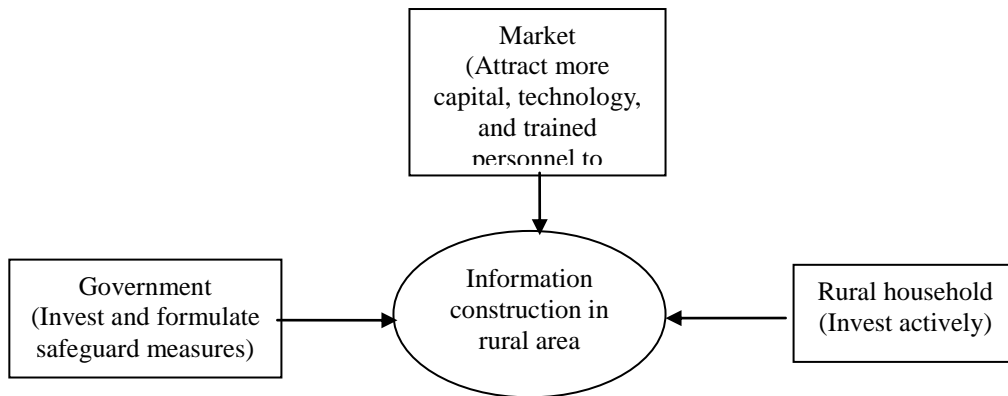 Market
(Attract more
capital, technology,
and trained
personnel to
Government
(Invest and formulate
safeguard measures)
Information
construction in
rural area
Rural household
(Invest actively)